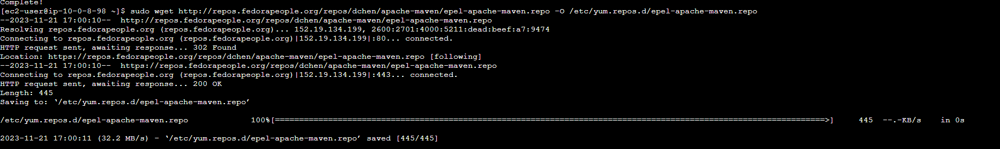 Complete!
[ec2-user@ip-10-0-8-98 ~]$ sudo wget http://repos.fedorapeople.org/repos/dchen/apache-maven/epel-apache-maven.repo -O /etc/yum.repos.d/epel-apache-maven.repo
--2023-11-21 17:00:10--  http://repos.fedorapeople.org/repos/dchen/apache-maven/epel-apache-maven.repo
Resolving repos.fedorapeople.org (repos.fedorapeople.org)... 152.19.134.199, 2600:2701:4000:5211:dead:beef:a7:9474
Connecting to repos.fedorapeople.org (repos.fedorapeople.org)|152.19.134.199|:80... connected.
HTTP request sent, awaiting response... 302 Found
Location: https://repos.fedorapeople.org/repos/dchen/apache-maven/epel-apache-maven.repo [following]
--2023-11-21 17:00:10--  https://repos.fedorapeople.org/repos/dchen/apache-maven/epel-apache-maven.repo
Connecting to repos.fedorapeople.org (repos.fedorapeople.org)|152.19.134.199|:443... connected.
HTTP request sent, awaiting response... 200 OK
Length: 445
Saving to: ‘/etc/yum.repos.d/epel-apache-maven.repo’
/etc/yum.repos.d/epel-apache-maven.repo             100%[==================================================================================================================>]     445  --.-KB/s    in 0s
2023-11-21 17:00:11 (32.2 MB/s) - ‘/etc/yum.repos.d/epel-apache-maven.repo’ saved [445/445]